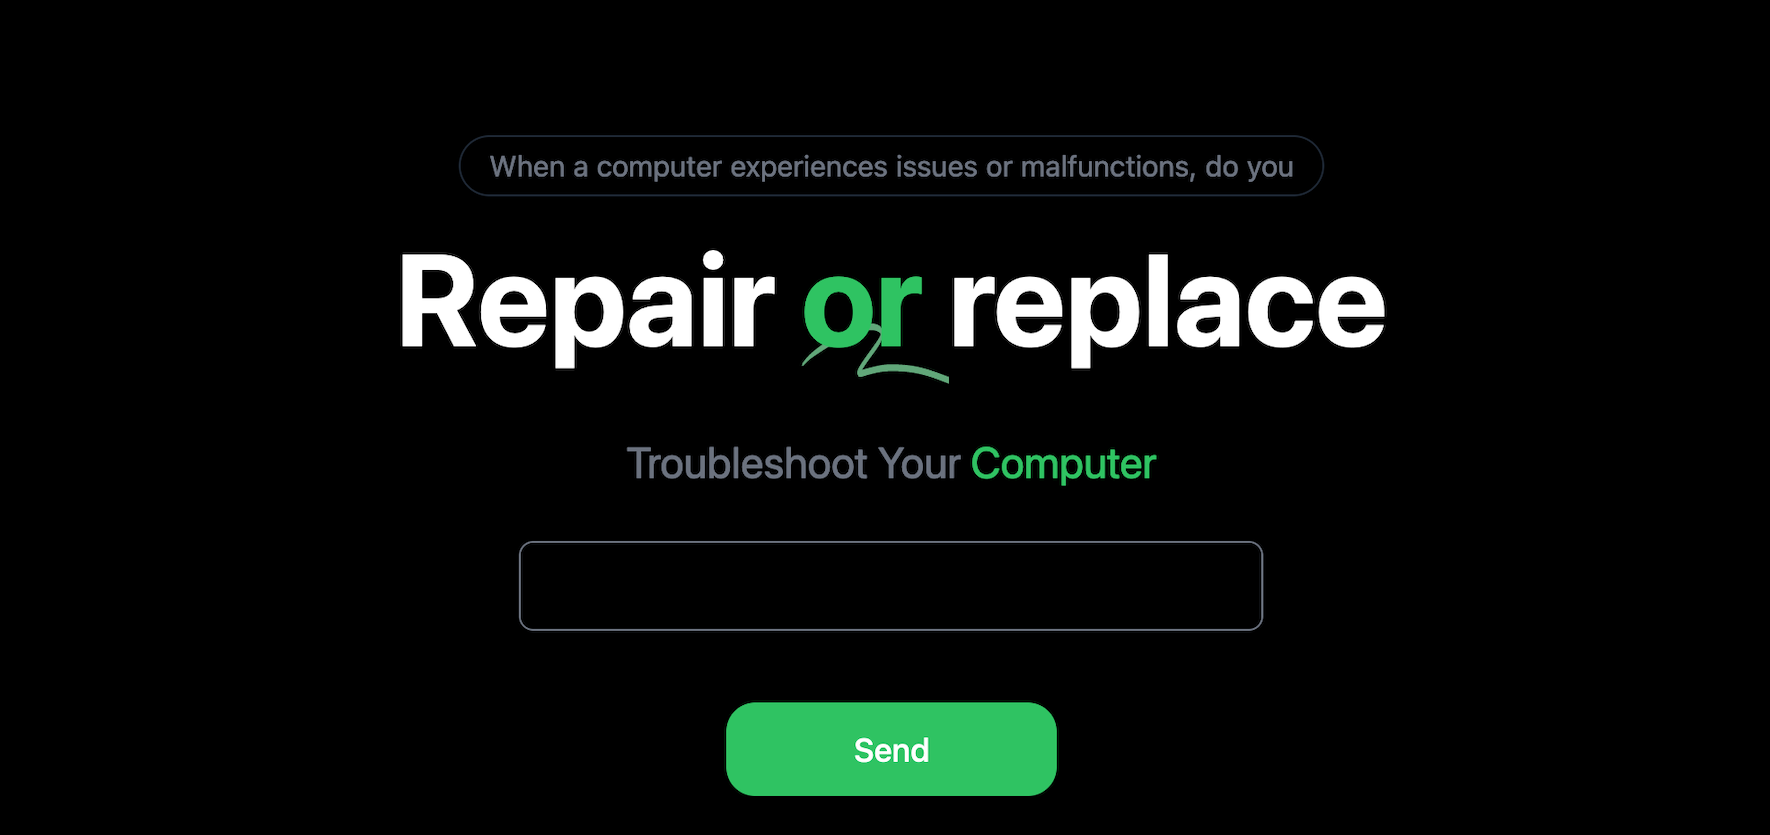 When a computer experiences issues or malfunctions, do you
Repair or replace
Troubleshoot Your Computer
Send